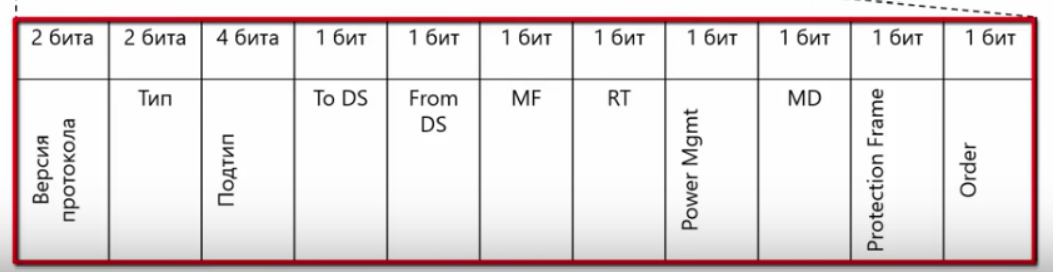 2 бита 2 бита 4 бита 1 бит 1 бит 1 бит 1 бит 1 бит 1 бит 1 бит 1 бит
Версия
протокола
Тип
Подтип
To DS
From
DS
MF
RT
Power Mgmt
MD
Protection Frame
Order